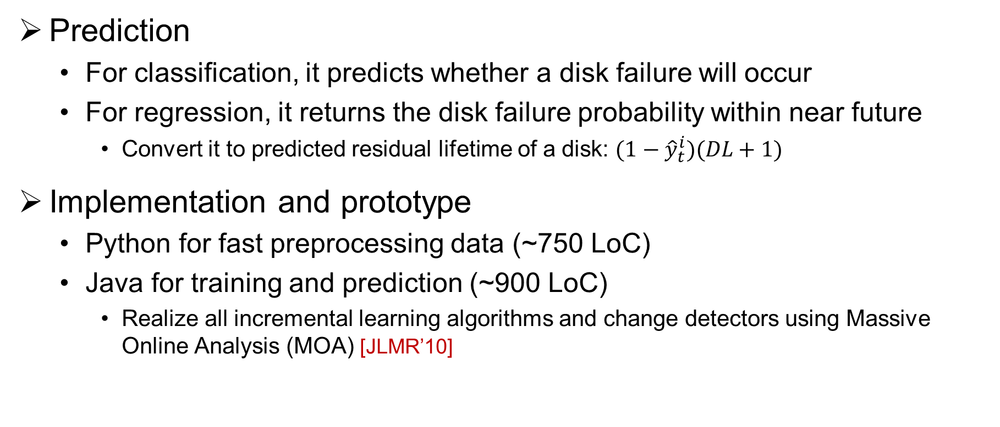 ➢ Prediction
• For classification, it predicts whether a disk failure will occur
• For regression, it returns the disk failure probability within near future
• Convert it to predicted residual lifetime of a disk: $(1 - \hat{y}_t^i)(DL + 1)$
➢ Implementation and prototype
• Python for fast preprocessing data (~750 LoC)
• Java for training and prediction (~900 LoC)
• Realize all incremental learning algorithms and change detectors using Massive
Online Analysis (MOA) [JLMR’10]